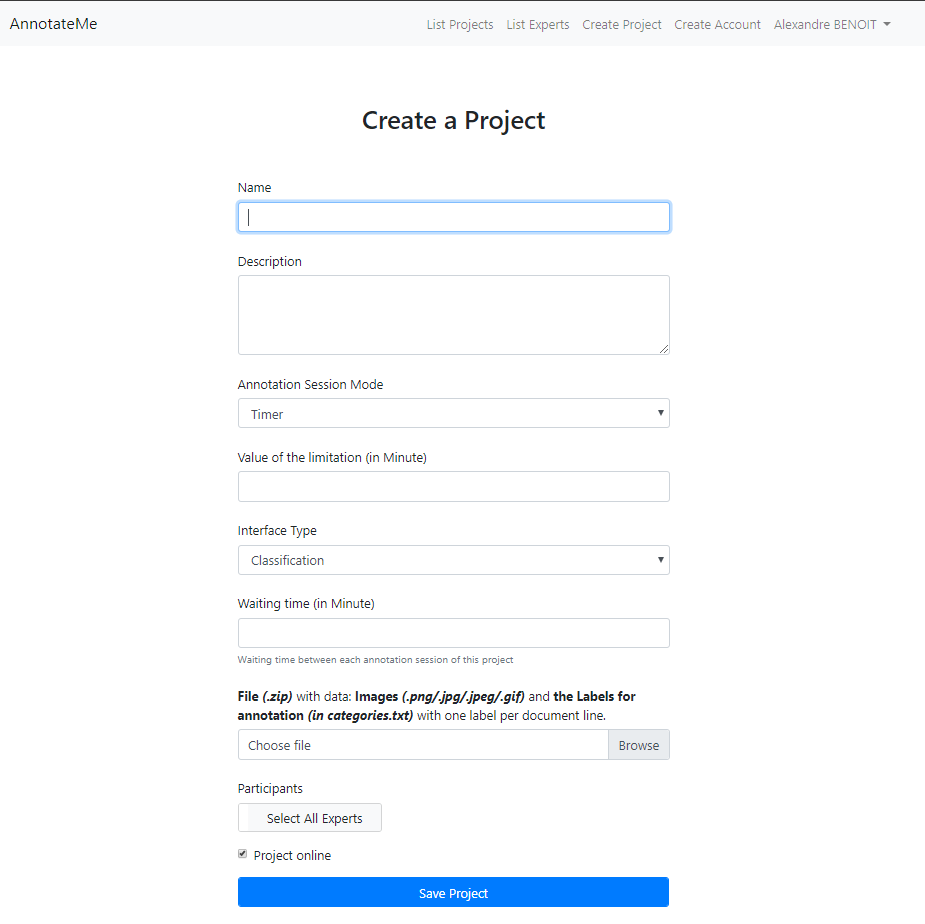 AnnotateMe List Projects List Experts Create Project Create Account Alexandre BENOIT
Create a Project
Name
Description
Annotation Session Mode
Timer
Value of the limitation (in Minute)
Interface Type
Classification
Waiting time (in Minute)
Waiting time between each annotation session of this project
File (.zip) with data: Images (.png/.jpg/.jpeg/.gif) and the Labels for
annotation (in categories.txt) with one label per document line.
Choose file Browse
Participants
Select All Experts
Project online
Save Project